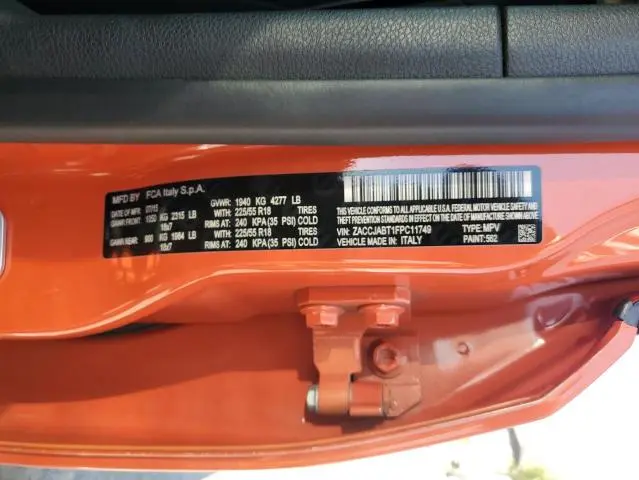 MFD BY FCA Italy S.p.A. GVWR: 1940 KG 4277 LB
DATE OF MFR 07/15 WITH: 225/55 R18 TIRES
GAWR FRONT: 1050 KG 2315 LB RIMS AT: 240 KPA(35 PSI) COLD
18x7 WITH: 225/55 R18 TIRES
GAWR REAR: 900 KG 1984 LB RIMS AT: 240 KPA(35 PSI) COLD
18x7
THIS VEHICLE CONFORMS TO ALL APPLICABLE U.S.A. FEDERAL MOTOR VEHICLE SAFETY AND
THEFT PREVENTION STANDARDS IN EFFECT ON THE DATE OF MANUFACTURE SHOWN ABOVE.
VIN: ZACCJABT1FPC11749 TYPE: MPV
VEHICLE MADE IN: ITALY PAINT: 562